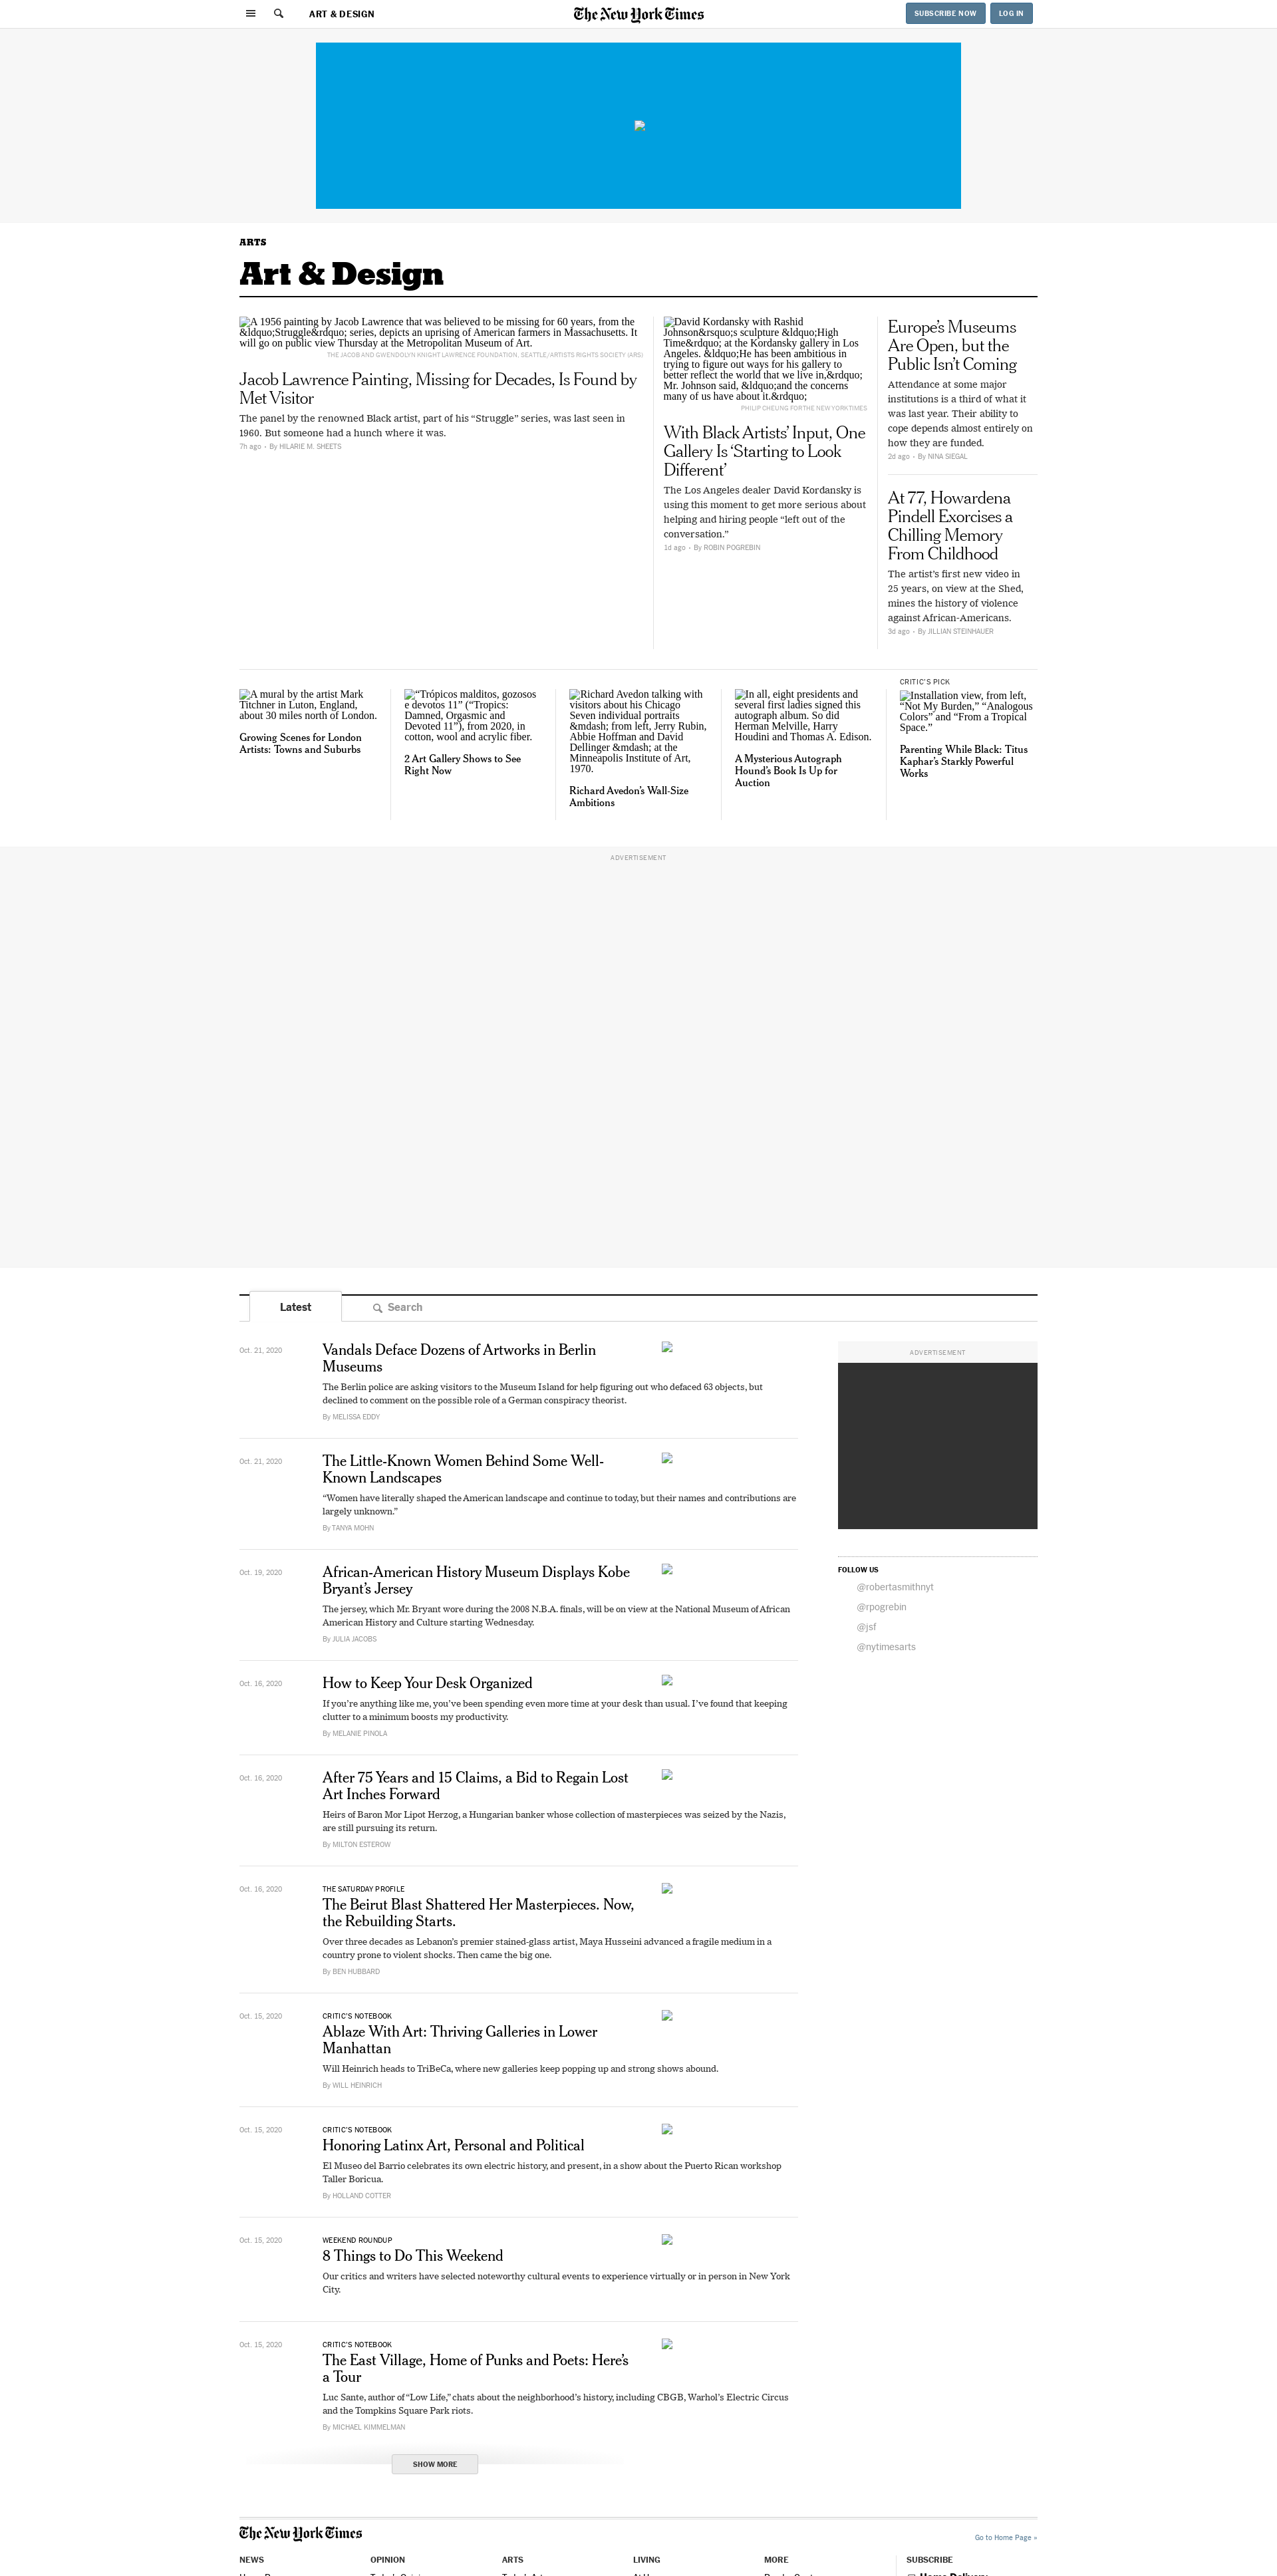 ART & DESIGN
The New York Times
SUBSCRIBE NOW
LOG IN
ARTS
Art & Design
A 1956 painting by Jacob Lawrence that was believed to be missing for 60 years, from the
&ldquo;Struggle&rdquo; series, depicts an uprising of American farmers in Massachusetts. It
will go on public view Thursday at the Metropolitan Museum of Art.
THE JACOB AND GWENDOLYN KNIGHT LAWRENCE FOUNDATION, SEATTLE/ARTISTS RIGHTS SOCIETY (ARS)
Jacob Lawrence Painting, Missing for Decades, Is Found by
Met Visitor
The panel by the renowned Black artist, part of his “Struggle” series, was last seen in
1960. But someone had a hunch where it was.
7h ago • By HILARIE M. SHEETS
David Kordansky with Rashid
Johnson&rsquo;s sculpture &ldquo;High
Time&rdquo; at the Kordansky gallery in Los
Angeles. &ldquo;He has been ambitious in
trying to figure out ways for his gallery to
better reflect the world that we live in,&rdquo;
Mr. Johnson said, &ldquo;and the concerns
many of us have about it.&rdquo;
PHILIP CHEUNG FOR THE NEW YORK TIMES
With Black Artists’ Input, One
Gallery Is ‘Starting to Look
Different’
The Los Angeles dealer David Kordansky is
using this moment to get more serious about
helping and hiring people “left out of the
conversation.”
1d ago • By ROBIN POGREBIN
Europe’s Museums
Are Open, but the
Public Isn’t Coming
Attendance at some major
institutions is a third of what it
was last year. Their ability to
cope depends almost entirely on
how they are funded.
2d ago • By NINA SIEGAL
At 77, Howardena
Pindell Exorcises a
Chilling Memory
From Childhood
The artist’s first new video in
25 years, on view at the Shed,
mines the history of violence
against African-Americans.
3d ago • By JILLIAN STEINHAUER
A mural by the artist Mark
Titchner in Luton, England,
about 30 miles north of London.
Growing Scenes for London
Artists: Towns and Suburbs
“Trópicos malditos, gozosos
e devotos 11” (“Tropics:
Damned, Orgasmic and
Devoted 11”), from 2020, in
cotton, wool and acrylic fiber.
2 Art Gallery Shows to See
Right Now
Richard Avedon talking with
visitors about his Chicago
Seven individual portraits
&mdash; from left, Jerry Rubin,
Abbie Hoffman and David
Dellinger &mdash; at the
Minneapolis Institute of Art,
1970.
Richard Avedon’s Wall-Size
Ambitions
In all, eight presidents and
several first ladies signed this
autograph album. So did
Herman Melville, Harry
Houdini and Thomas A. Edison.
A Mysterious Autograph
Hound’s Book Is Up for
Auction
CRITIC’S PICK
Installation view, from left,
“Not My Burden,” “Analogous
Colors” and “From a Tropical
Space.”
Parenting While Black: Titus
Kaphar’s Starkly Powerful
Works
ADVERTISEMENT
Latest
Search
Oct. 21, 2020
Vandals Deface Dozens of Artworks in Berlin
Museums
The Berlin police are asking visitors to the Museum Island for help figuring out who defaced 63 objects, but
declined to comment on the possible role of a German conspiracy theorist.
By MELISSA EDDY
Oct. 21, 2020
The Little-Known Women Behind Some Well-
Known Landscapes
“Women have literally shaped the American landscape and continue to today, but their names and contributions are
largely unknown.”
By TANYA MOHN
Oct. 19, 2020
African-American History Museum Displays Kobe
Bryant’s Jersey
The jersey, which Mr. Bryant wore during the 2008 N.B.A. finals, will be on view at the National Museum of African
American History and Culture starting Wednesday.
By JULIA JACOBS
Oct. 16, 2020
How to Keep Your Desk Organized
If you’re anything like me, you’ve been spending even more time at your desk than usual. I’ve found that keeping
clutter to a minimum boosts my productivity.
By MELANIE PINOLA
Oct. 16, 2020
After 75 Years and 15 Claims, a Bid to Regain Lost
Art Inches Forward
Heirs of Baron Mor Lipot Herzog, a Hungarian banker whose collection of masterpieces was seized by the Nazis,
are still pursuing its return.
By MILTON ESTEROW
Oct. 16, 2020
THE SATURDAY PROFILE
The Beirut Blast Shattered Her Masterpieces. Now,
the Rebuilding Starts.
Over three decades as Lebanon’s premier stained-glass artist, Maya Husseini advanced a fragile medium in a
country prone to violent shocks. Then came the big one.
By BEN HUBBARD
Oct. 15, 2020
CRITIC’S NOTEBOOK
Ablaze With Art: Thriving Galleries in Lower
Manhattan
Will Heinrich heads to TriBeCa, where new galleries keep popping up and strong shows abound.
By WILL HEINRICH
Oct. 15, 2020
CRITIC’S NOTEBOOK
Honoring Latinx Art, Personal and Political
El Museo del Barrio celebrates its own electric history, and present, in a show about the Puerto Rican workshop
Taller Boricua.
By HOLLAND COTTER
Oct. 15, 2020
WEEKEND ROUNDUP
8 Things to Do This Weekend
Our critics and writers have selected noteworthy cultural events to experience virtually or in person in New York
City.
Oct. 15, 2020
CRITIC’S NOTEBOOK
The East Village, Home of Punks and Poets: Here’s
a Tour
Luc Sante, author of “Low Life,” chats about the neighborhood’s history, including CBGB, Warhol’s Electric Circus
and the Tompkins Square Park riots.
By MICHAEL KIMMELMAN
SHOW MORE
ADVERTISEMENT
FOLLOW US
@robertasmithnyt
@rpogrebin
@jsf
@nytimesarts
The New York Times
Go to Home Page »
NEWS
OPINION
ARTS
LIVING
MORE
SUBSCRIBE